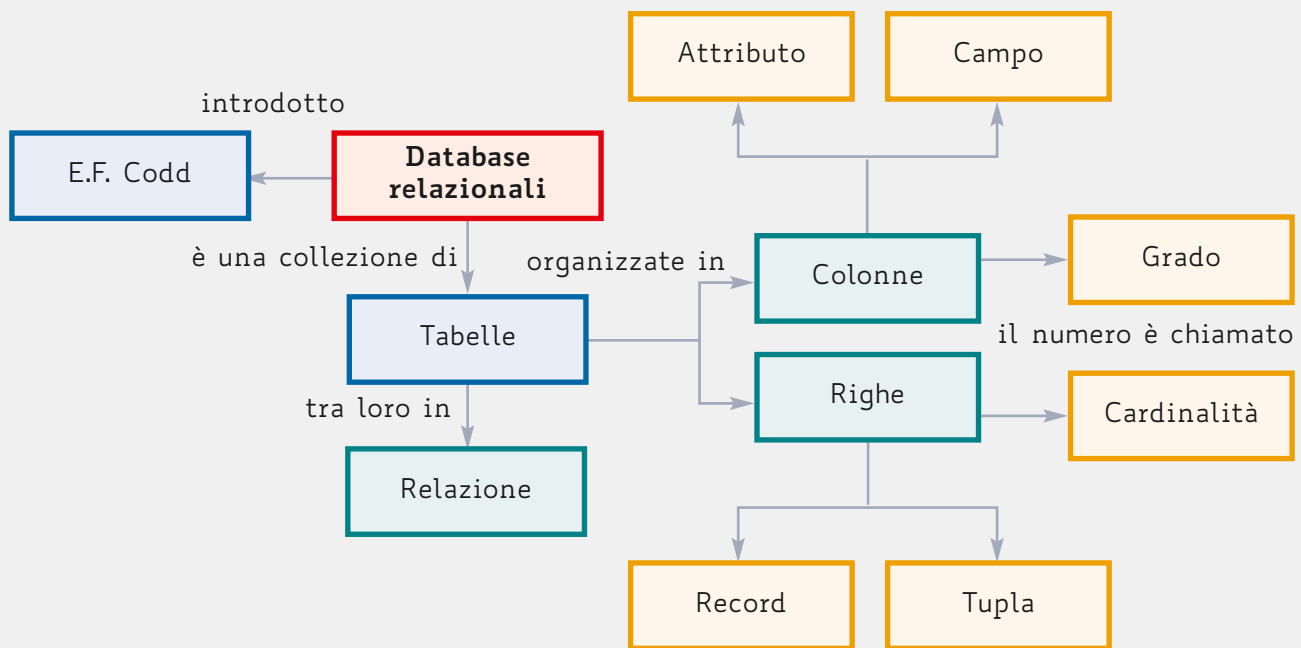 Attributo
Campo
introdotto
E.F. Codd
Database
relazionali
è una collezione di
organizzate in
Colonne
Grado
Tabelle
il numero è chiamato
Righe
Cardinalità
tra loro in
Relazione
Record
Tupla